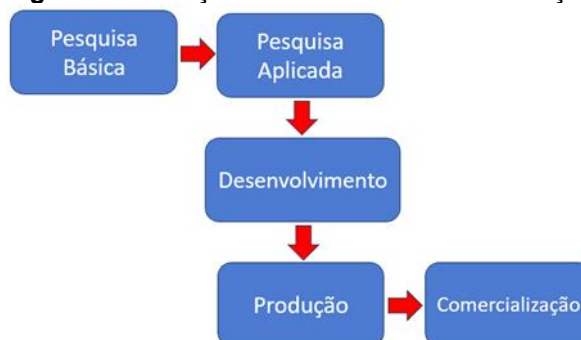 Pesquisa
Básica
Pesquisa
Aplicada
Desenvolvimento
Produção
Comercialização